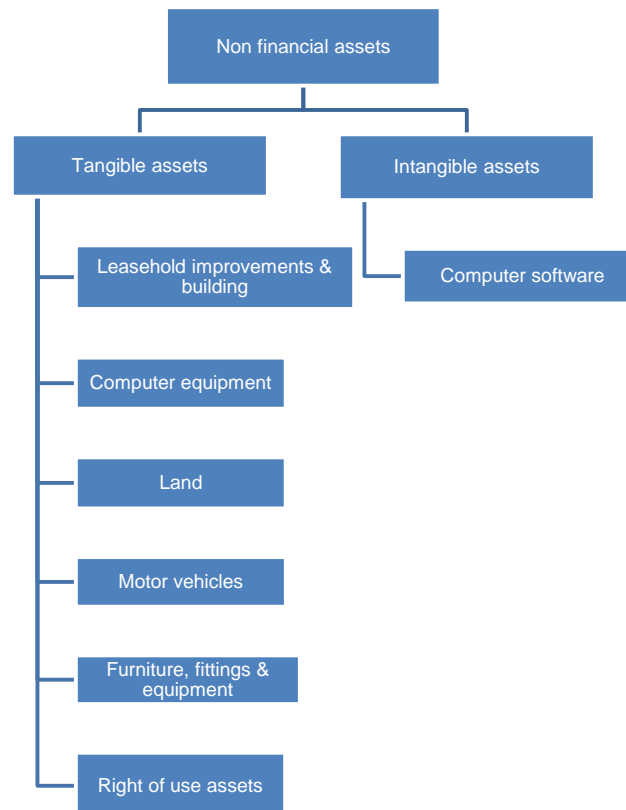 Non financial assets
Tangible assets
Intangible assets
Leasehold improvements &
building
Computer software
Computer equipment
Land
Motor vehicles
Furniture, fittings &
equipment
Right of use assets